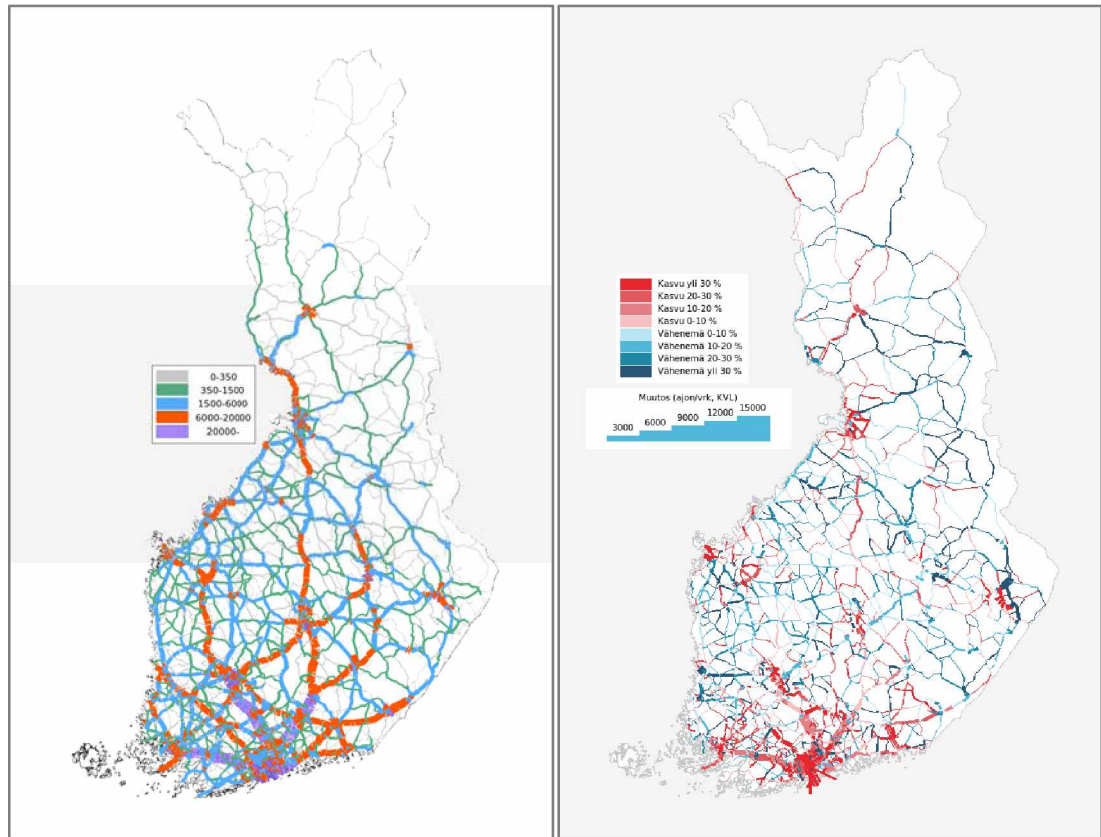 0-350
350-1500
1500-6000
6000-20000
20000-
Kasvu yli 30 %
Kasvu 20-30 %
Kasvu 10-20 %
Kasvu 0-10 %
Vähenemä 0-10 %
Vähenemä 10-20 %
Vähenemä 20-30 %
Vähenemä yli 30 %
Muutos (ajon/vrk, KVL)
3000 6000 9000 12000 15000